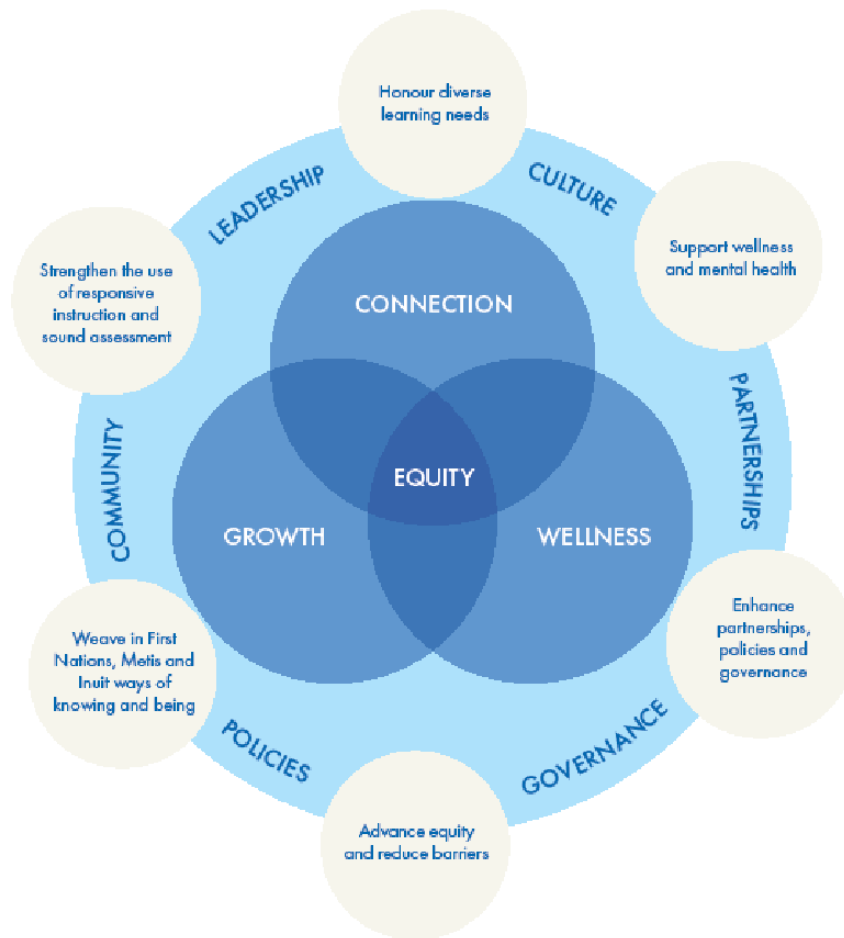 Honour diverse
learning needs
LEADERSHIP
CULTURE
Support wellness
and mental health
Strengthen the use
of responsive
instruction and
sound assessment
CONNECTION
PARTNERSHIPS
COMMUNITY
EQUITY
GROWTH
WELLNESS
Enhance
partnerships,
policies and
governance
Weave in First
Nations, Metis and
Inuit ways of
knowing and being
POLICIES
GOVERNANCE
Advance equity
and reduce barriers